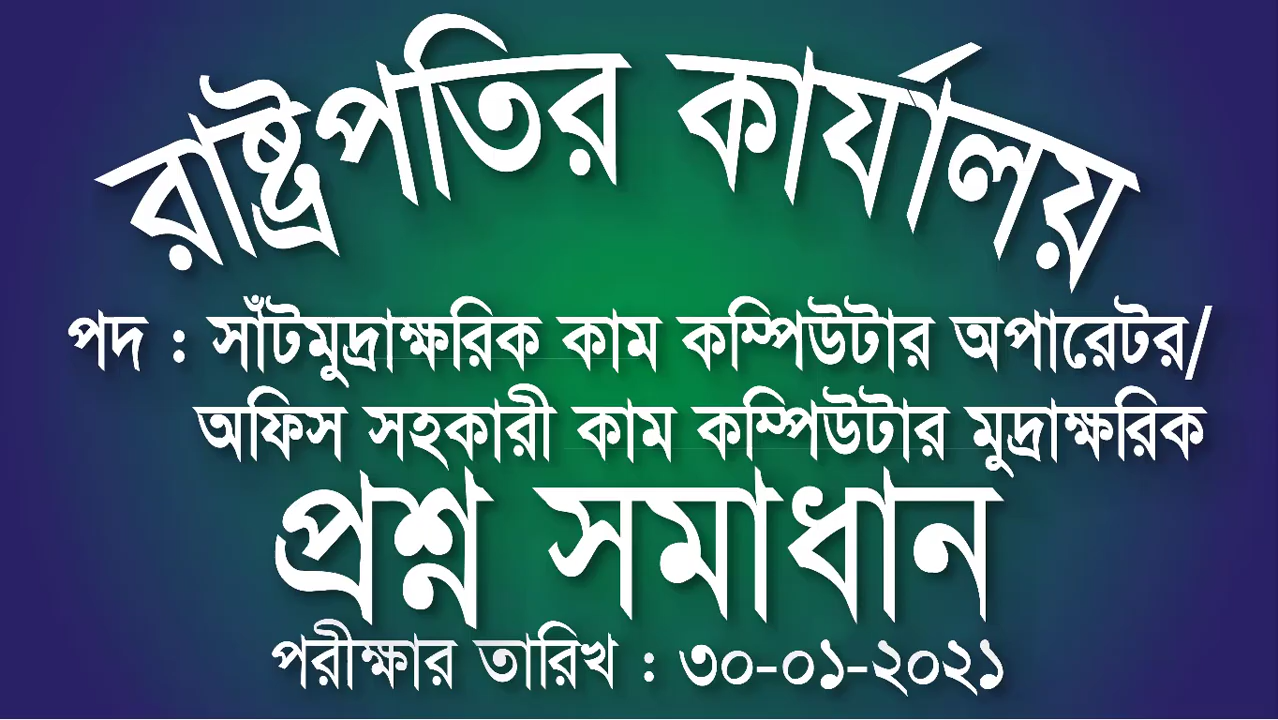 রাষ্ট্রপতির কার্যালয়
পদ : সাঁটমুদ্রাক্ষরিক কাম কম্পিউটার অপারেটর/
অফিস সহকারী কাম কম্পিউটার মুদ্রাক্ষরিক
প্রশ্ন সমাধান
পরীক্ষার তারিখ : ৩০-০১-২০২১